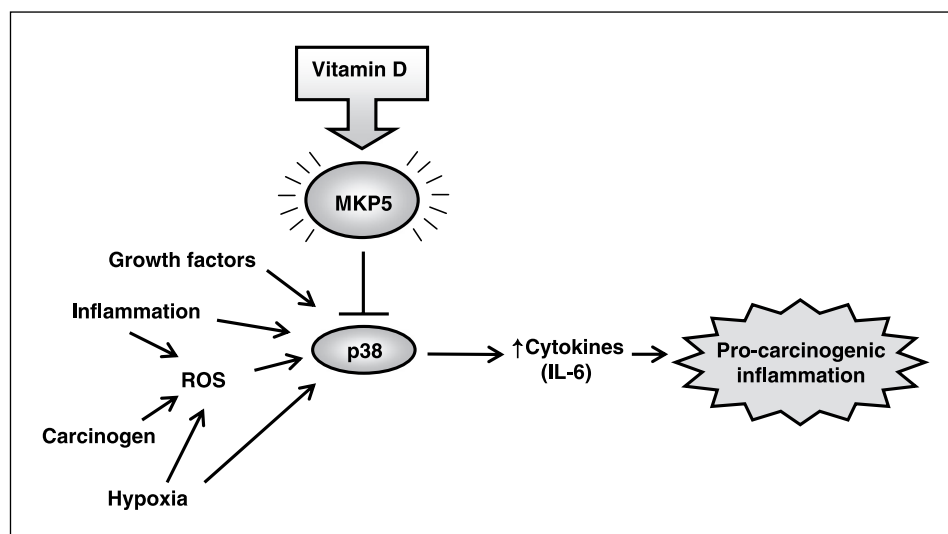 Vitamin D
MKP5
Growth factors
Inflammation
p38
↑Cytokines
(IL-6)
Pro-carcinogenic
inflammation
ROS
Carcinogen
Hypoxia